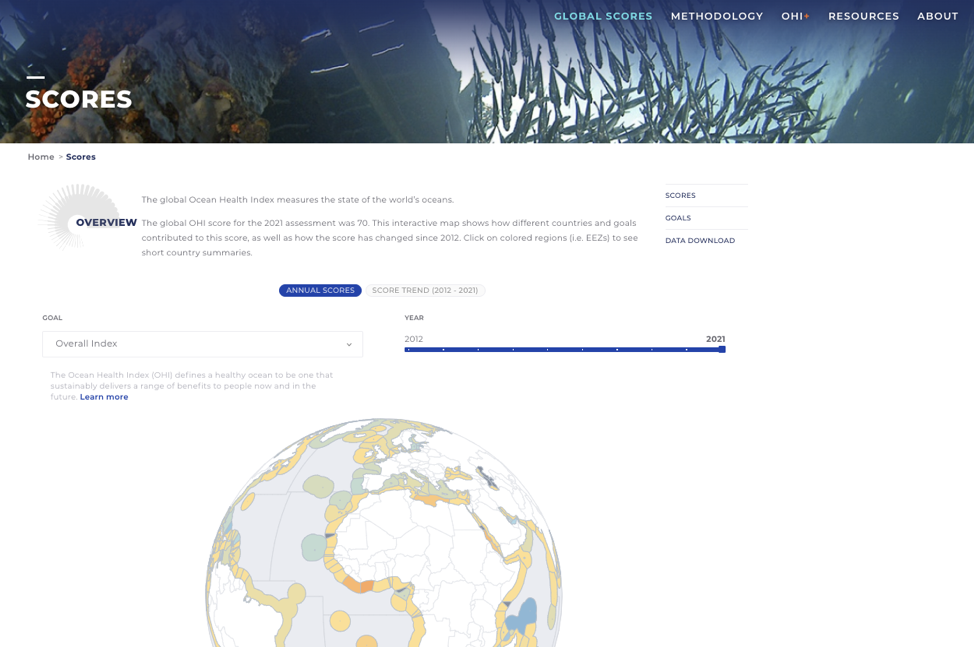 GLOBAL SCORES METHODOLOGY OHI+ RESOURCES ABOUT
SCORES
Home > Scores
OVERVIEW
The global Ocean Health Index measures the state of the world's oceans.
The global OHI score for the 2021 assessment was 70. This interactive map shows how different countries and goals
contributed to this score, as well as how the score has changed since 2012. Click on colored regions (i.e. EEZs) to see
short country summaries.
SCORES
GOALS
DATA DOWNLOAD
ANNUAL SCORES SCORE TREND (2012 - 2021)
GOAL
Overall Index
The Ocean Health Index (OHI) defines a healthy ocean to be one that
sustainably delivers a range of benefits to people now and in the
future. Learn more
YEAR
2012 2021